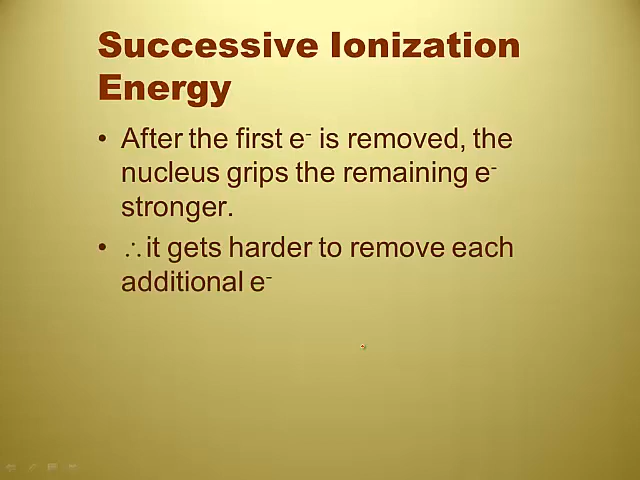 Successive Ionization
Energy
• After the first e⁻ is removed, the
nucleus grips the remaining e⁻
stronger.
• ∴it gets harder to remove each
additional e⁻